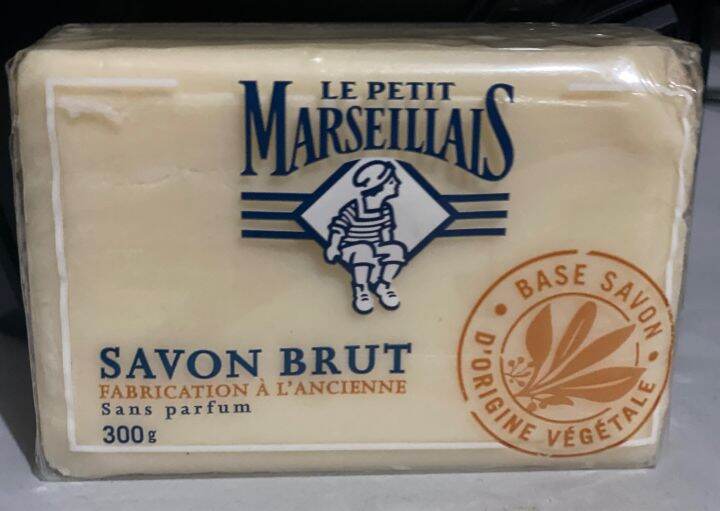 LE PETIT
MARSEILLAIS
SAVON BRUT
FABRICATION À L'ANCIENNE
Sans parfum
300g
BASE SAVON
D'ORIGINE VÉGÉTALE